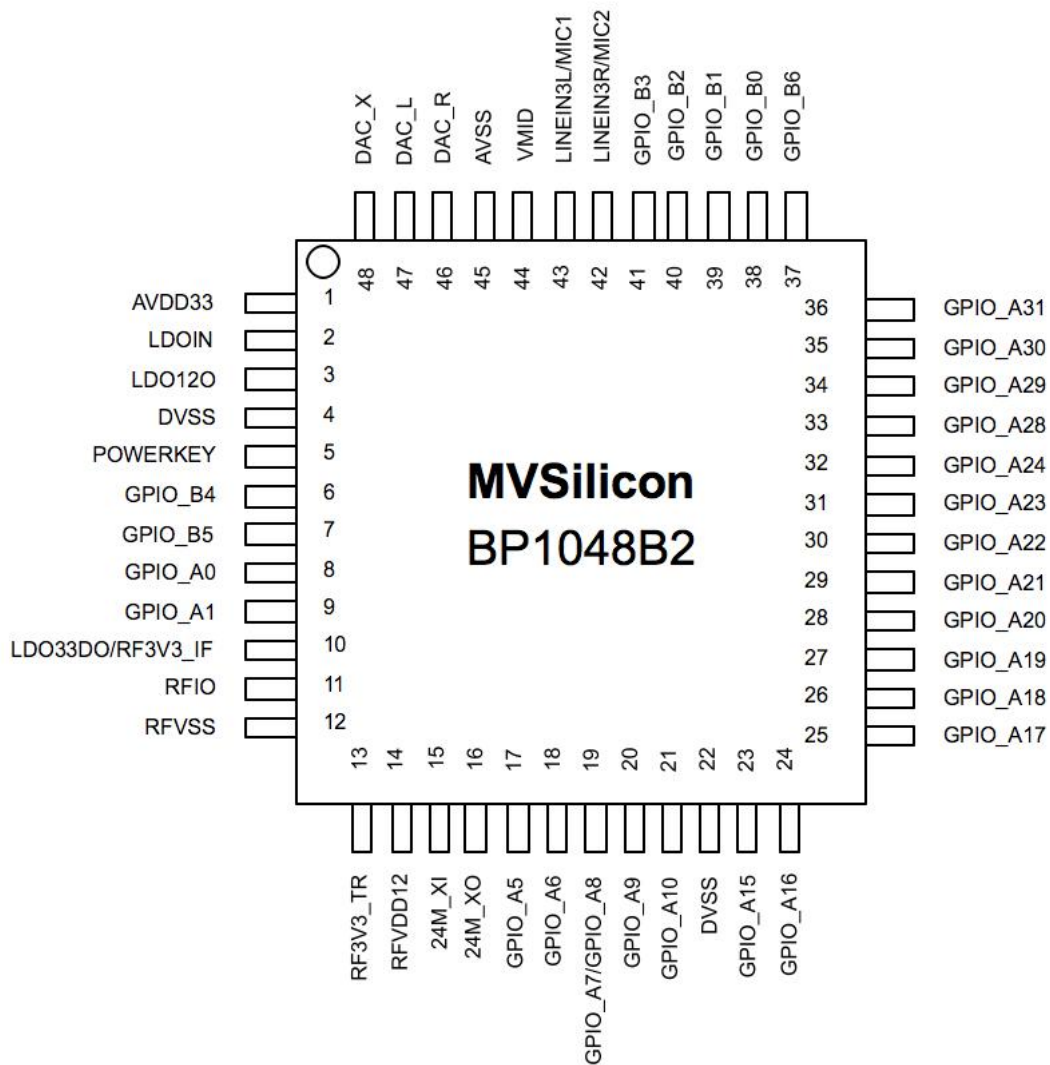 DAC_X
DAC_L
DAC_R
AVSS
VMID
LINEIN3L/MIC1
LINEIN3R/MIC2
GPIO_B3
GPIO_B2
GPIO_B1
GPIO_B0
GPIO_B6
48 47 46 45 44 43 42 41 40 39 38 37
AVDD33 1
LDOIN 2
LDO12O 3
DVSS 4
POWERKEY 5
GPIO_B4 6
GPIO_B5 7
GPIO_A0 8
GPIO_A1 9
LDO33DO/RF3V3_IF 10
RFIO 11
RFVSS 12
MVSilicon
BP1048B2
36 GPIO_A31
35 GPIO_A30
34 GPIO_A29
33 GPIO_A28
32 GPIO_A24
31 GPIO_A23
30 GPIO_A22
29 GPIO_A21
28 GPIO_A20
27 GPIO_A19
26 GPIO_A18
25 GPIO_A17
13 14 15 16 17 18 19 20 21 22 23 24
RF3V3_TR
RFVDD12
24M_XI
24M_XO
GPIO_A5
GPIO_A6
GPIO_A7/GPIO_A8
GPIO_A9
GPIO_A10
DVSS
GPIO_A15
GPIO_A16